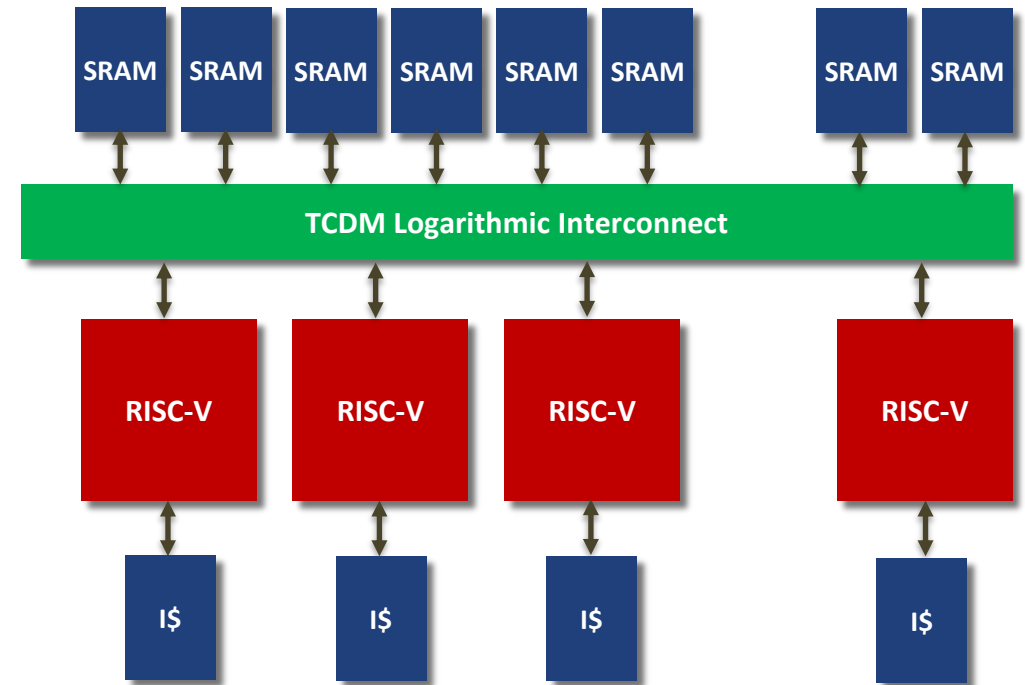 SRAM
SRAM
SRAM
SRAM
SRAM
SRAM
SRAM
SRAM
TCDM Logarithmic Interconnect
RISC-V
RISC-V
RISC-V
RISC-V
I$
I$
I$
I$